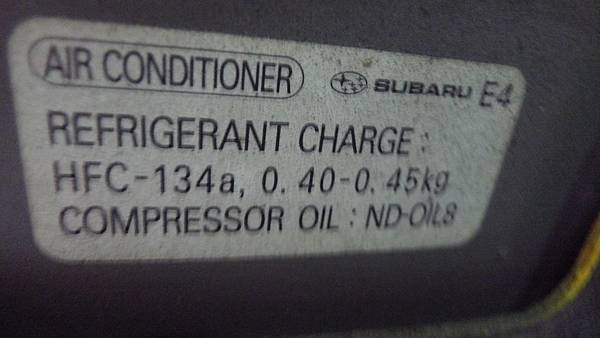 AIR CONDITIONER SUBARU E4
REFRIGERANT CHARGE :
HFC-134a, 0. 40-0. 45kg
COMPRESSOR OIL : ND-OIL8